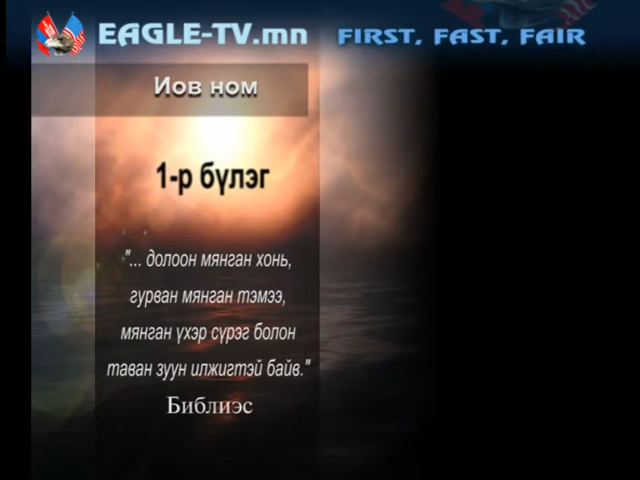 EAGLE-TV.mn FIRST, FAST, FAIR
Иов ном
1-р бүлэг
"... долоон мянган хонь,
гурван мянган тэмээ,
мянган үхэр сүрэг болон
таван зуун илжигтэй байв."
Библиэс